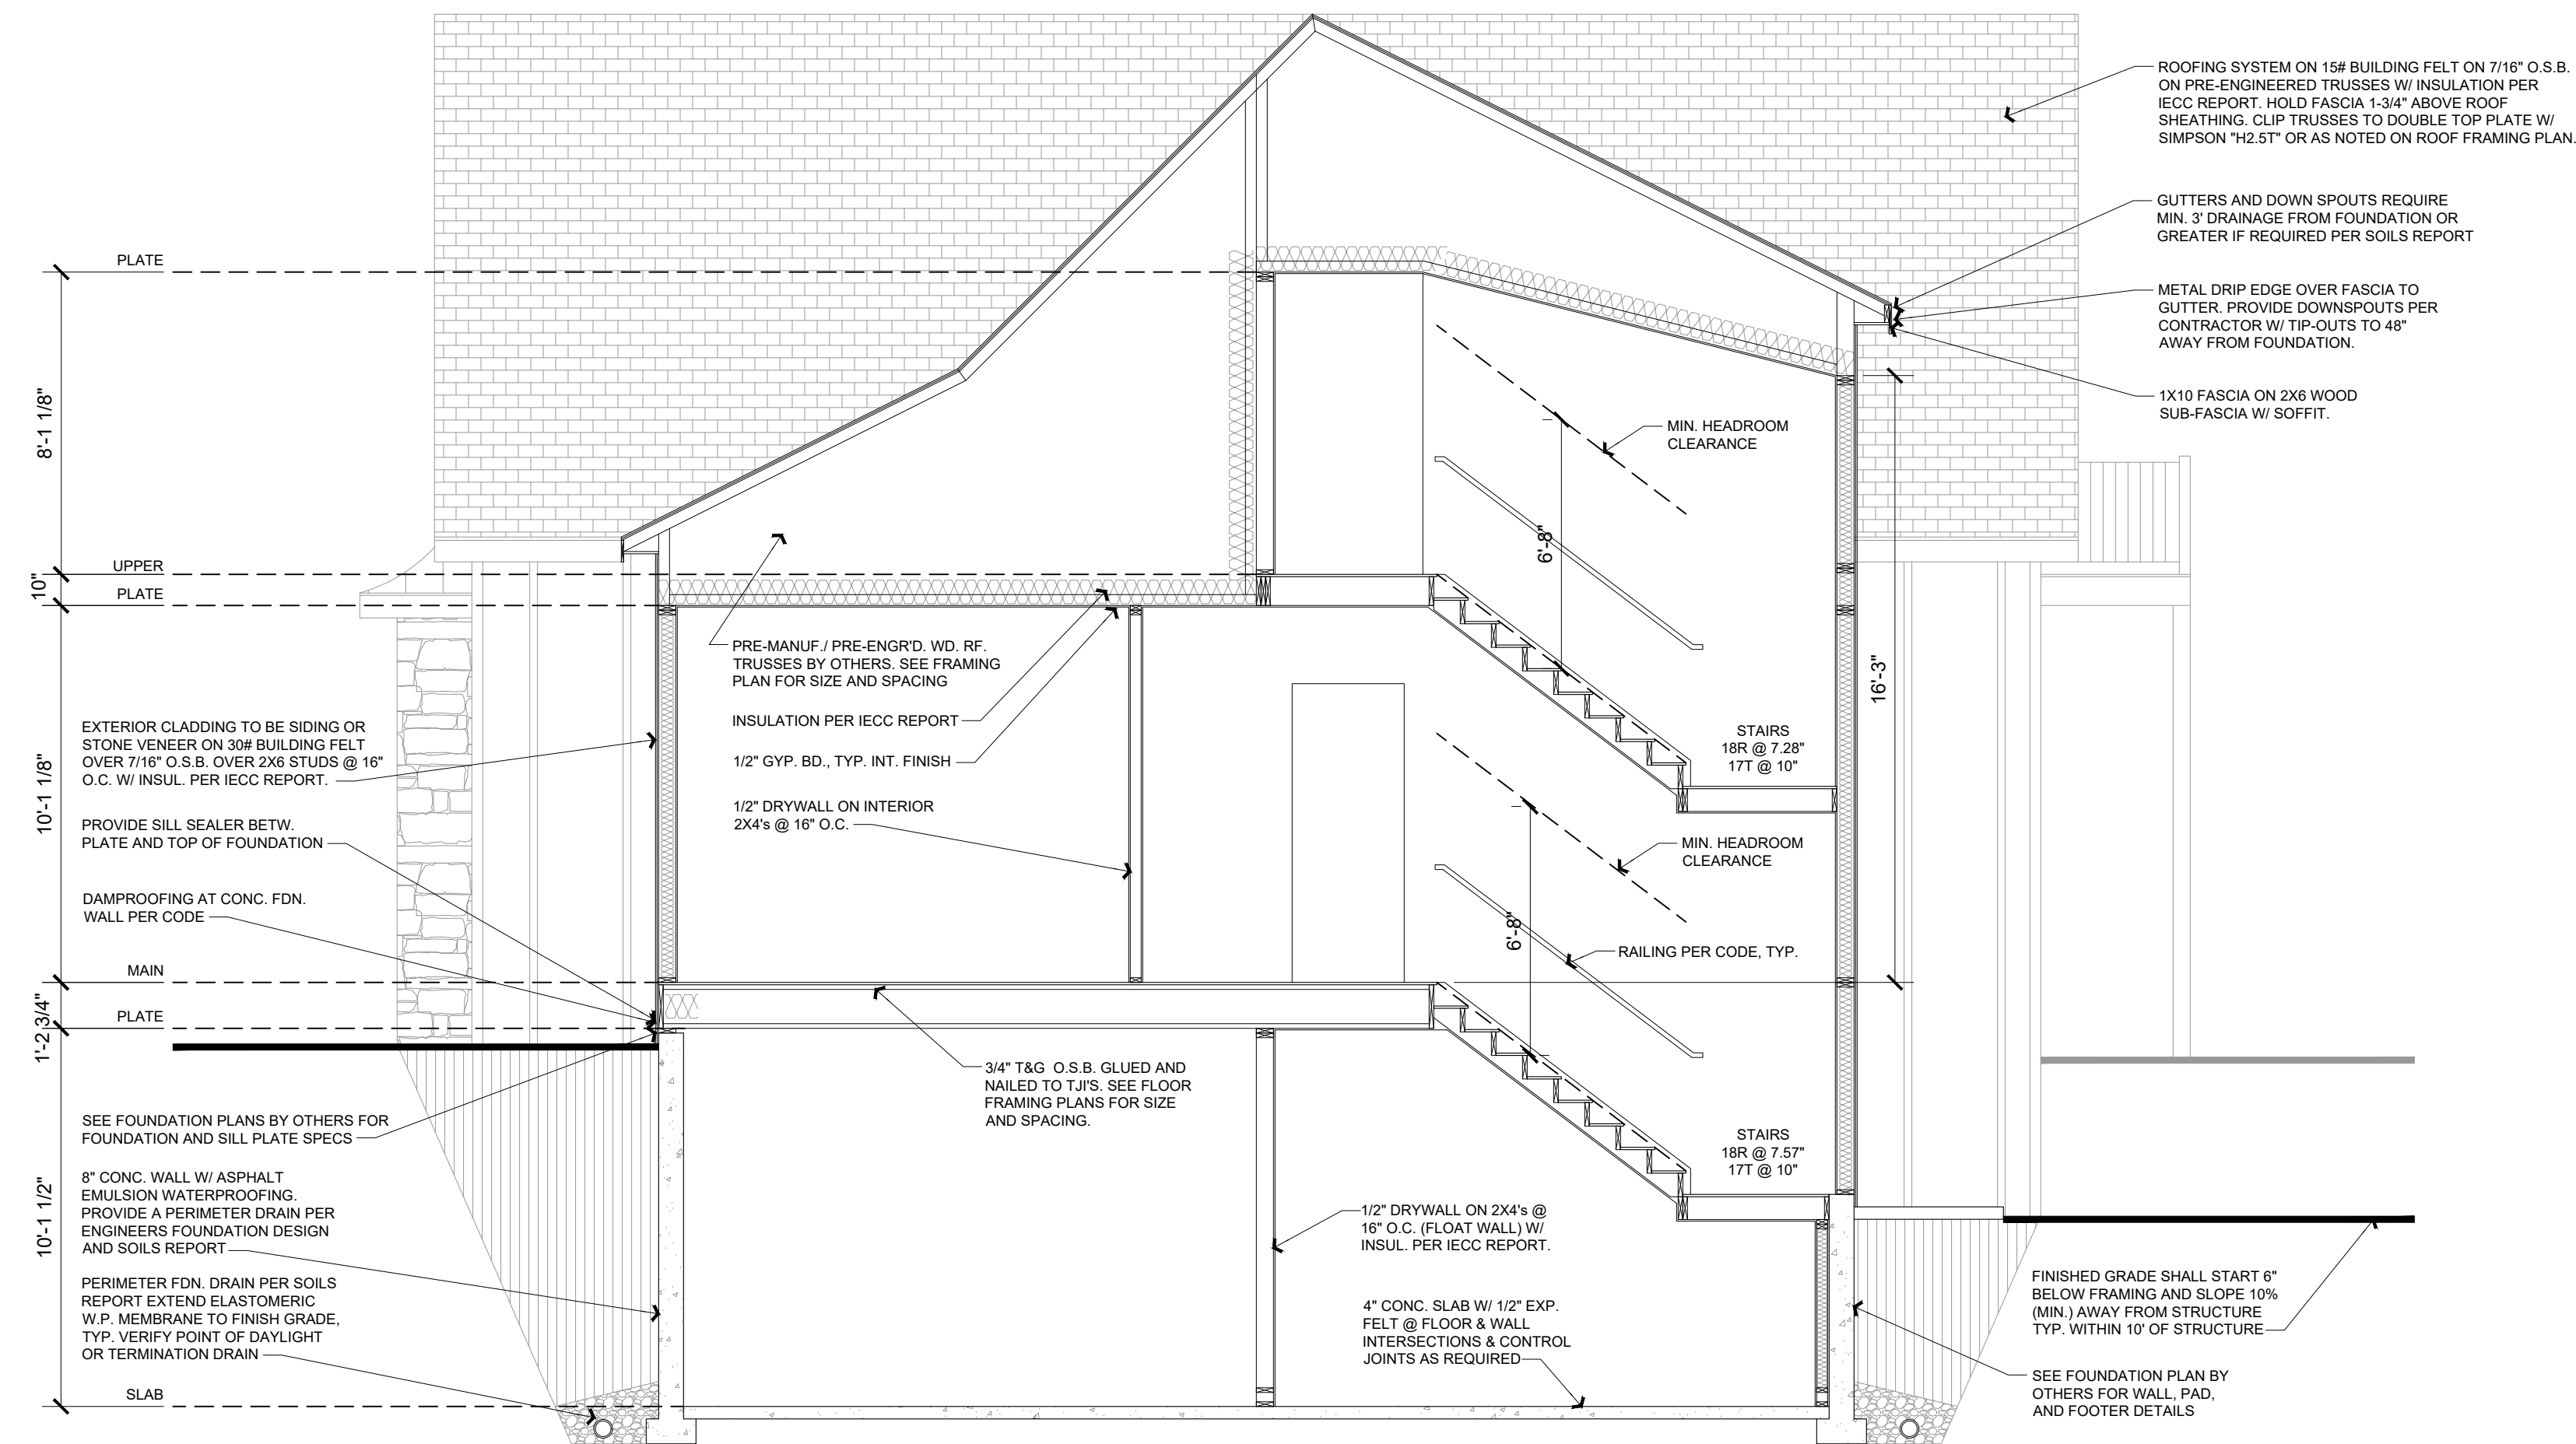 PLATE
8'-1 1/8"
UPPER
10"
PLATE
10'-1 1/8"
MAIN
1'-2 3/4"
PLATE
10'-1 1/2"
SLAB
EXTERIOR CLADDING TO BE SIDING OR
STONE VENEER ON 30# BUILDING FELT
OVER 7/16" O.S.B. OVER 2X6 STUDS @ 16"
O.C. W/ INSUL. PER IECC REPORT.
PROVIDE SILL SEALER BETW.
PLATE AND TOP OF FOUNDATION
DAMPROOFING AT CONC. FDN.
WALL PER CODE
SEE FOUNDATION PLANS BY OTHERS FOR
FOUNDATION AND SILL PLATE SPECS
8" CONC. WALL W/ ASPHALT
EMULSION WATERPROOFING.
PROVIDE A PERIMETER DRAIN PER
ENGINEERS FOUNDATION DESIGN
AND SOILS REPORT
PERIMETER FDN. DRAIN PER SOILS
REPORT EXTEND ELASTOMERIC
W.P. MEMBRANE TO FINISH GRADE,
TYP. VERIFY POINT OF DAYLIGHT
OR TERMINATION DRAIN
PRE-MANUF./ PRE-ENGR'D. WD. RF.
TRUSSES BY OTHERS. SEE FRAMING
PLAN FOR SIZE AND SPACING
INSULATION PER IECC REPORT
1/2" GYP. BD., TYP. INT. FINISH
1/2" DRYWALL ON INTERIOR
2X4's @ 16" O.C.
3/4" T&G O.S.B. GLUED AND
NAILED TO TJI'S. SEE FLOOR
FRAMING PLANS FOR SIZE
AND SPACING.
1/2" DRYWALL ON 2X4's @
16" O.C. (FLOAT WALL) W/
INSUL. PER IECC REPORT.
4" CONC. SLAB W/ 1/2" EXP.
FELT @ FLOOR & WALL
INTERSECTIONS & CONTROL
JOINTS AS REQUIRED
MIN. HEADROOM
CLEARANCE
6'-8"
STAIRS
18R @ 7.28"
17T @ 10"
MIN. HEADROOM
CLEARANCE
6'-8"
RAILING PER CODE, TYP.
STAIRS
18R @ 7.57"
17T @ 10"
16'-3"
ROOFING SYSTEM ON 15# BUILDING FELT ON 7/16" O.S.B.
ON PRE-ENGINEERED TRUSSES W/ INSULATION PER
IECC REPORT. HOLD FASCIA 1-3/4" ABOVE ROOF
SHEATHING. CLIP TRUSSES TO DOUBLE TOP PLATE W/
SIMPSON "H2.5T" OR AS NOTED ON ROOF FRAMING PLAN.
GUTTERS AND DOWN SPOUTS REQUIRE
MIN. 3' DRAINAGE FROM FOUNDATION OR
GREATER IF REQUIRED PER SOILS REPORT
METAL DRIP EDGE OVER FASCIA TO
GUTTER. PROVIDE DOWNSPOUTS PER
CONTRACTOR W/ TIP-OUTS TO 48"
AWAY FROM FOUNDATION.
1X10 FASCIA ON 2X6 WOOD
SUB-FASCIA W/ SOFFIT.
FINISHED GRADE SHALL START 6"
BELOW FRAMING AND SLOPE 10%
(MIN.) AWAY FROM STRUCTURE
TYP. WITHIN 10' OF STRUCTURE
SEE FOUNDATION PLAN BY
OTHERS FOR WALL, PAD,
AND FOOTER DETAILS